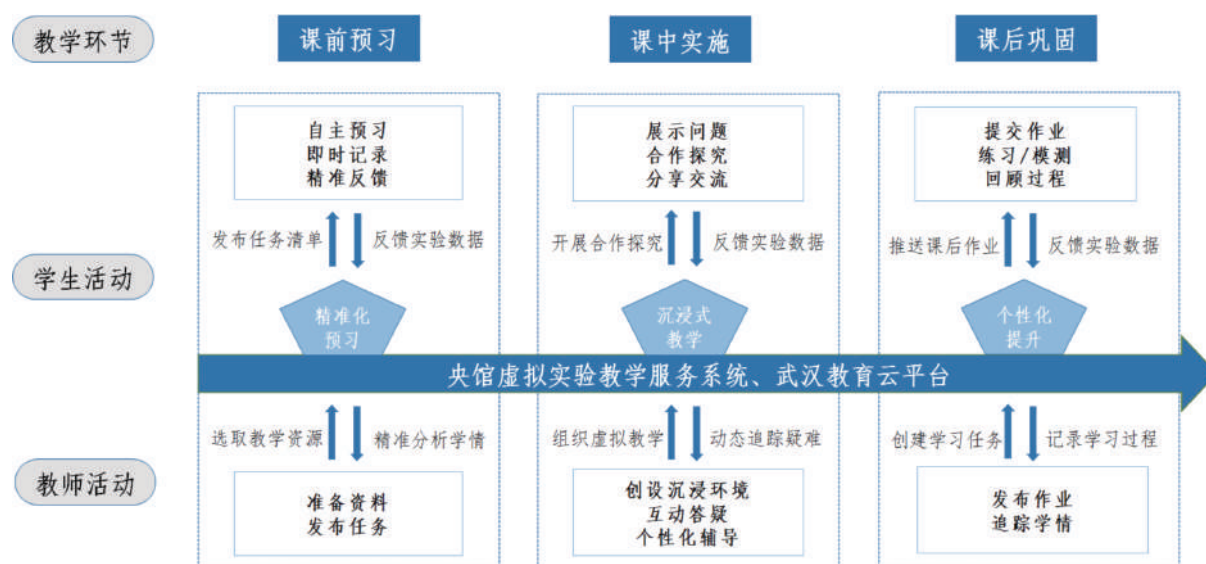 教学环节
课前预习
课中实施
课后巩固
自主预习
即时记录
精准反馈
展示问题
合作探究
分享交流
提交作业
练习/模测
回顾过程
发布任务清单
反馈实验数据
开展合作探究
反馈实验数据
推送课后作业
反馈实验数据
学生活动
精准化
预习
沉浸式
教学
个性化
提升
央馆虚拟实验教学服务系统、武汉教育云平台
选取教学资源
精准分析学情
组织虚拟教学
动态追踪疑难
创建学习任务
记录学习过程
教师活动
准备资料
发布任务
创设沉浸环境
互动答疑
个性化辅导
发布作业
追踪学情